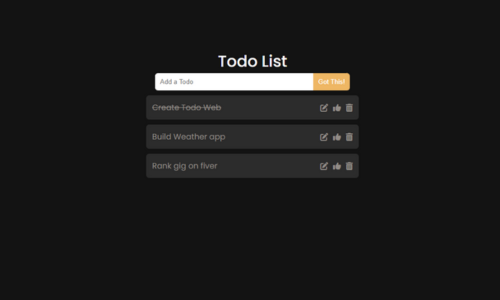 Todo List
Add a Todo
Got This!
Create Todo Web
Build Weather app
Rank gig on fiver